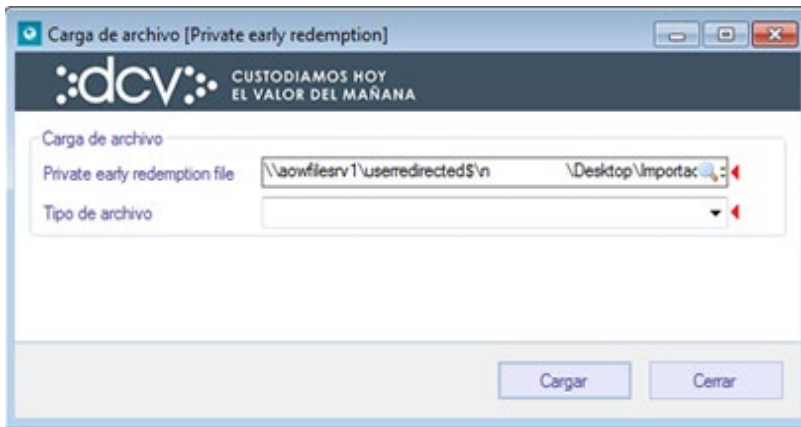 Carga de archivo [Private early redemption]
dcv
CUSTODIAMOS HOY
EL VALOR DEL MAÑANA
Carga de archivo
Private early redemption file
\\aowfilesrv1\userredirected$\n \Desktop\Importac
Tipo de archivo
Cargar
Cerrar